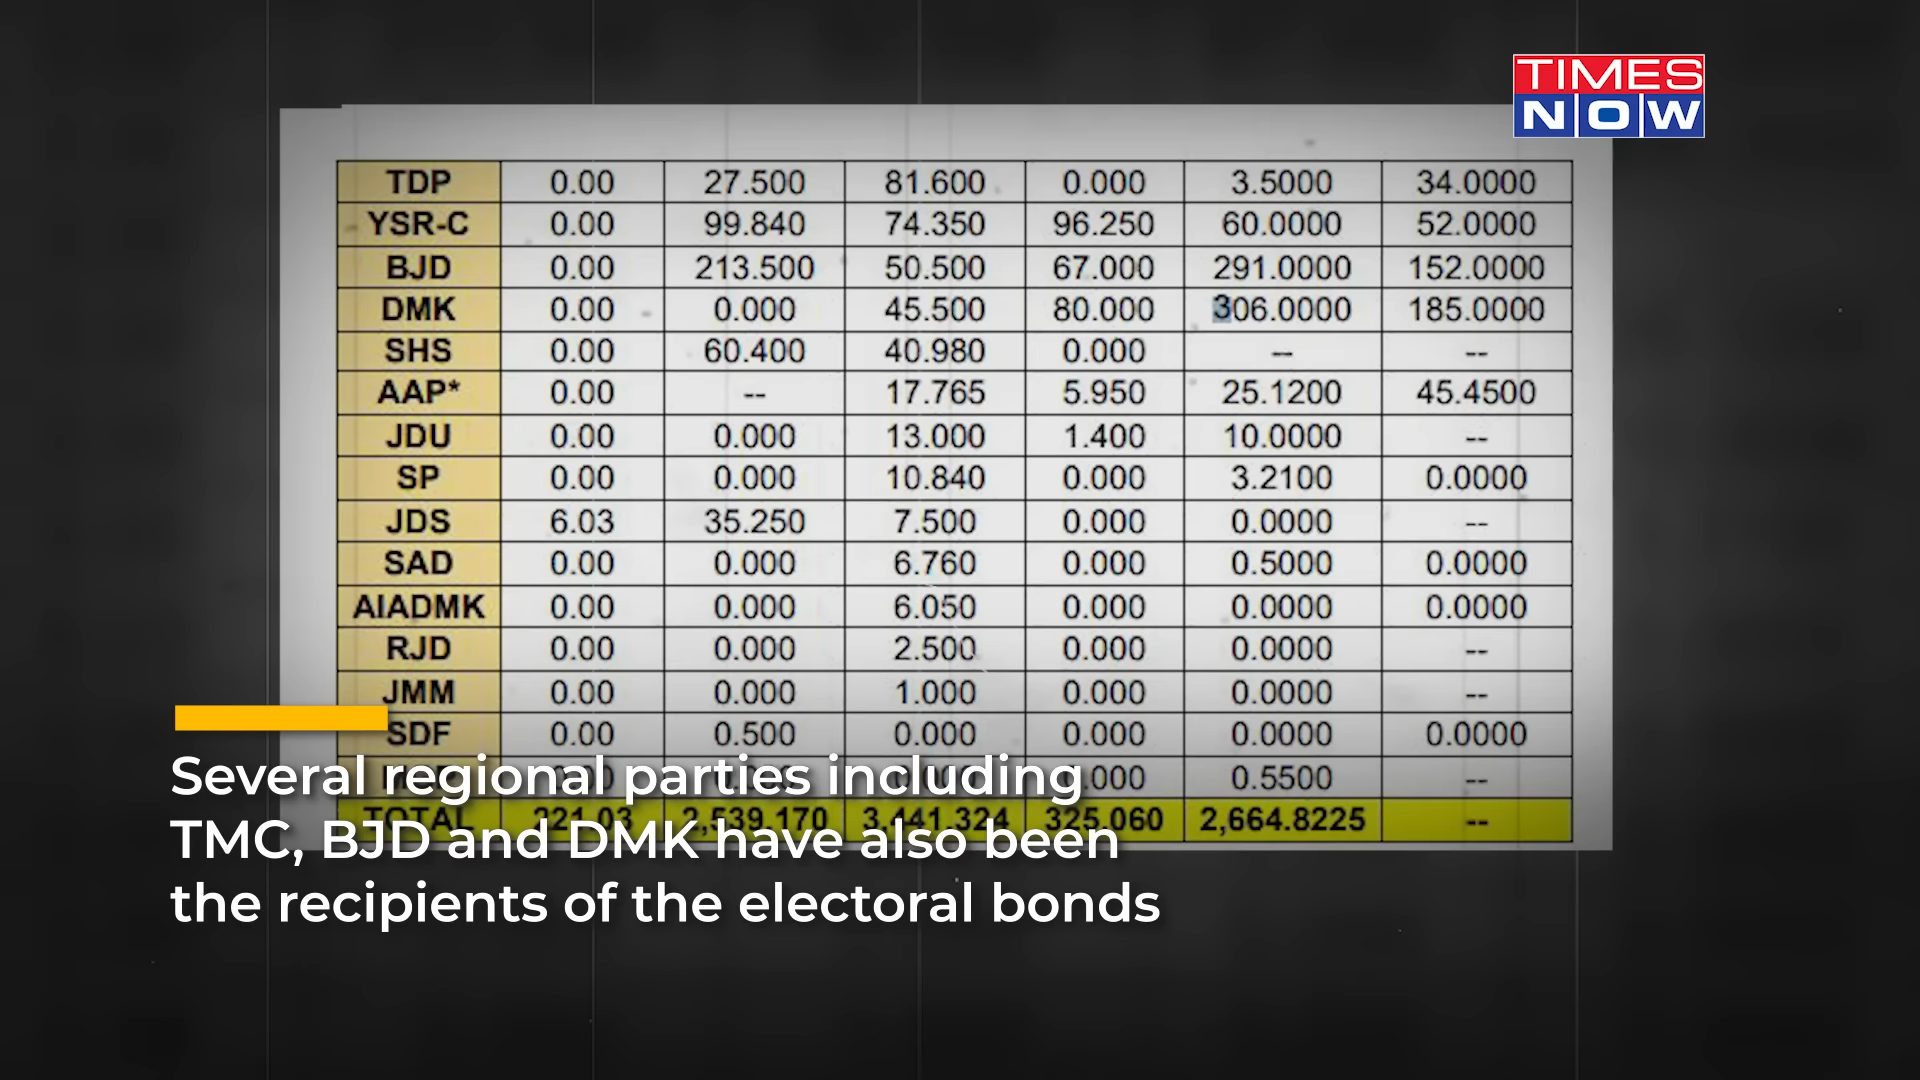 TIMES
NOW
TDP 0.00 27.500 81.600 0.000 3.5000 34.0000
YSR-C 0.00 99.840 74.350 96.250 60.0000 52.0000
BJD 0.00 213.500 50.500 67.000 291.0000 152.0000
DMK 0.00 0.000 45.500 80.000 306.0000 185.0000
SHS 0.00 60.400 40.980 0.000 -- --
AAP* 0.00 -- 17.765 5.950 25.1200 45.4500
JDU 0.00 0.000 13.000 1.400 10.0000 --
SP 0.00 0.000 10.840 0.000 3.2100 0.0000
JDS 6.03 35.250 7.500 0.000 0.0000 --
SAD 0.00 0.000 6.760 0.000 0.5000 0.0000
AIADMK 0.00 0.000 6.050 0.000 0.0000 0.0000
RJD 0.00 0.000 2.500 0.000 0.0000 --
JMM 0.00 0.000 1.000 0.000 0.0000 --
SDF 0.00 0.500 0.000 0.000 0.0000 0.0000
0.5500 --
TOTAL 221.03 2,539.170 3,441.324 325.060 2,664.8225 --
Several regional parties including
TMC, BJD and DMK have also been
the recipients of the electoral bonds